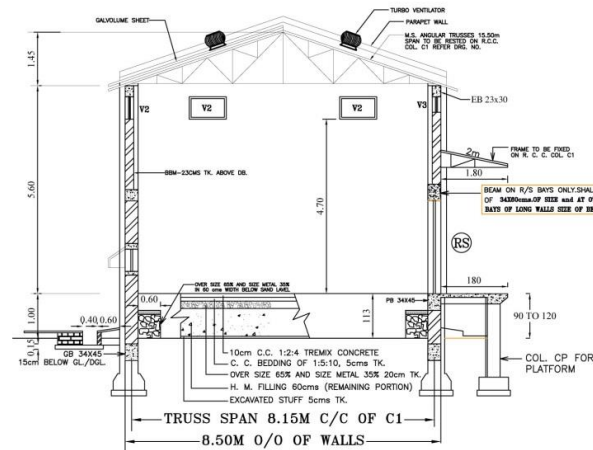 TURBO VENTILATOR
GALVOLUME SHEET
PARAPET WALL
M.S. ANGULAR TRUSSES 15.50m
SPAN TO BE RESTED ON R.C.C.
COL. C1 REFER DRG. NO.
1.45
V2
V2
V2
V3
EB 23x30
2m
FRAME TO BE FIXED
ON R. C. C. COL. C1
1.80
BBM-23CMS TK. ABOVE DB.
5.60
4.70
BEAM ON R/S BAYS ONLY.SHAL
OF 34X60cms.OF SIZE and AT O
BAYS OF LONG WALLS SIZE OF BE
RS
OVER SIZE 65% AND SIZE METAL 35%
IN 60 cms WIDTH BELOW SAND LAVEL
0.60
PB 34X45
180
1.00
0.40
0.60
113
90 TO 120
0.15
GB 34X45
15cm BELOW GL./DGL.
10cm C.C. 1:2:4 TREMIX CONCRETE
C. C. BEDDING OF 1:5:10, 5cms TK.
OVER SIZE 65% AND SIZE METAL 35% 20cm TK.
H. M. FILLING 60cms (REMAINING PORTION)
EXCAVATED STUFF 5cms TK.
COL. CP FOR
PLATFORM
TRUSS SPAN 8.15M C/C OF C1
8.50M O/O OF WALLS